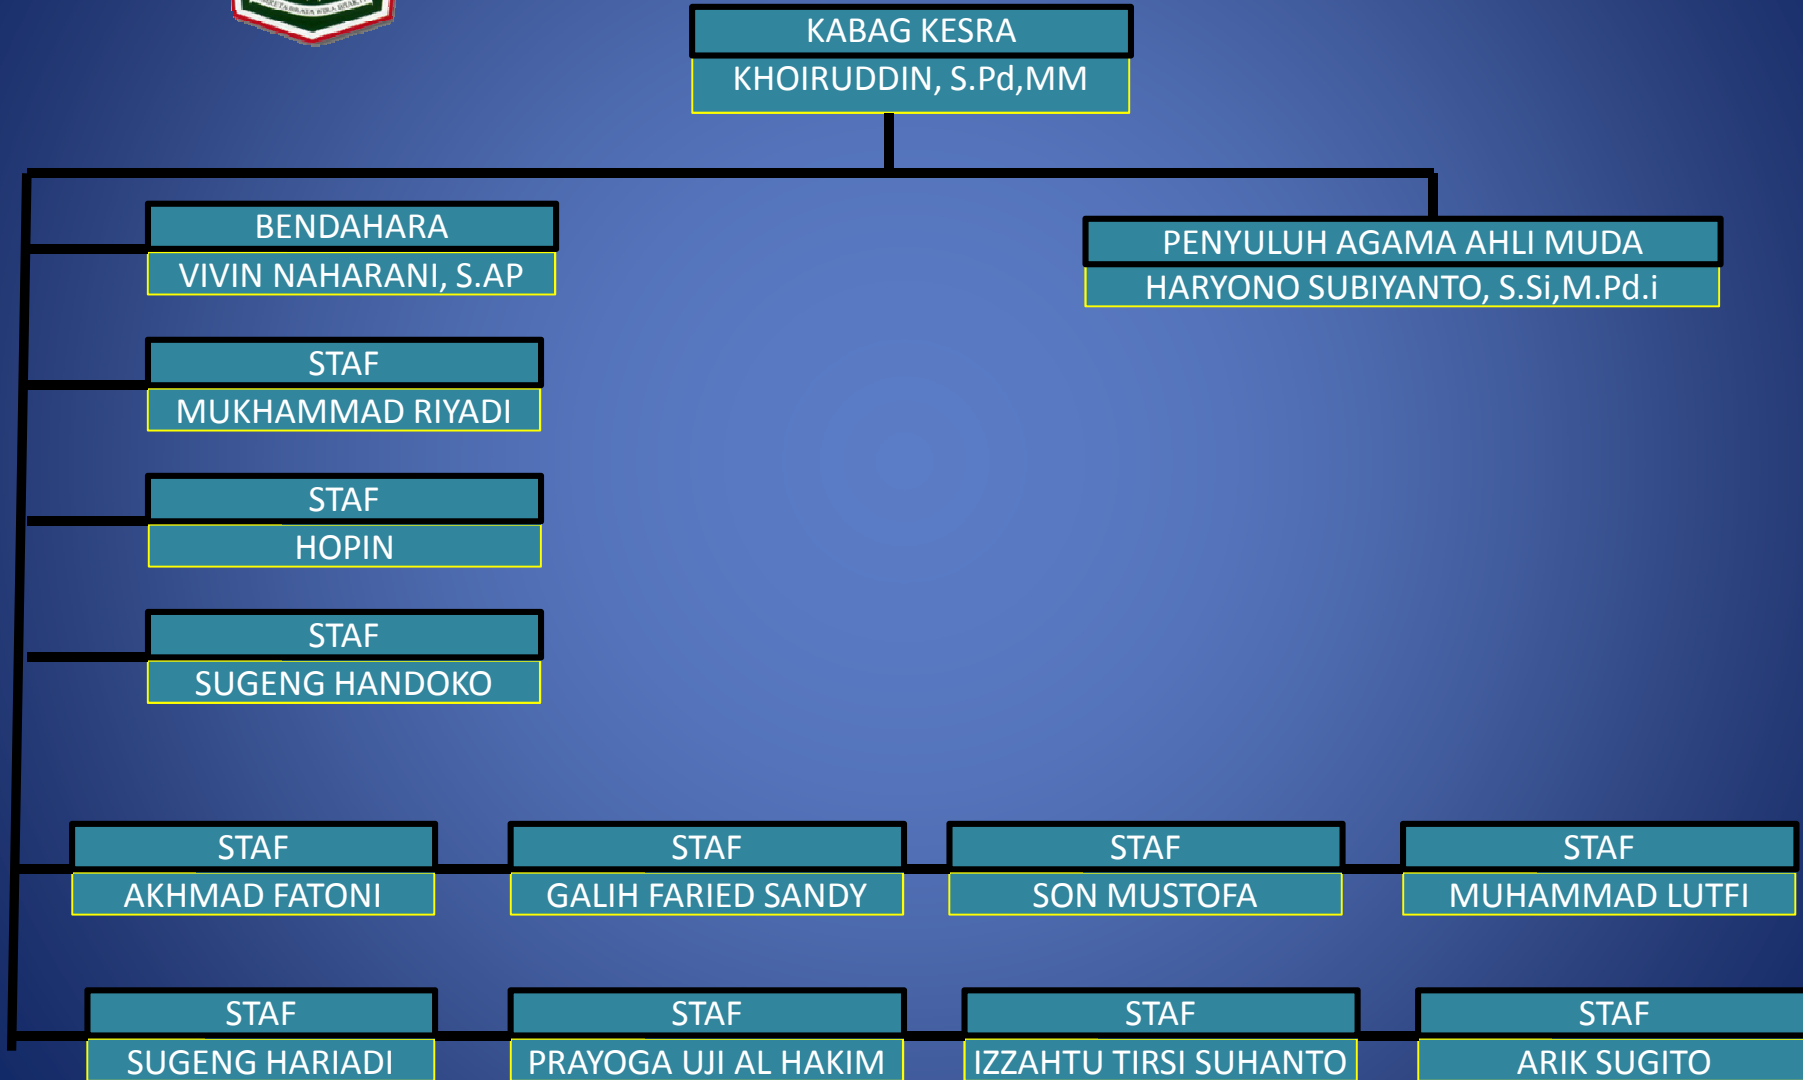 KABAG KESRA
KHOIRUDDIN, S.Pd,MM
BENDAHARA
VIVIN NAHARANI, S.AP
PENYULUH AGAMA AHLI MUDA
HARYONO SUBIYANTO, S.Si,M.Pd.i
STAF
MUKHAMMAD RIYADI
STAF
HOPIN
STAF
SUGENG HANDOKO
STAF
AKHMAD FATONI
STAF
GALIH FARIED SANDY
STAF
SON MUSTOFA
STAF
MUHAMMAD LUTFI
STAF
SUGENG HARIADI
STAF
PRAYOGA UJI AL HAKIM
STAF
IZZAHTU TIRSI SUHANTO
STAF
ARIK SUGITO